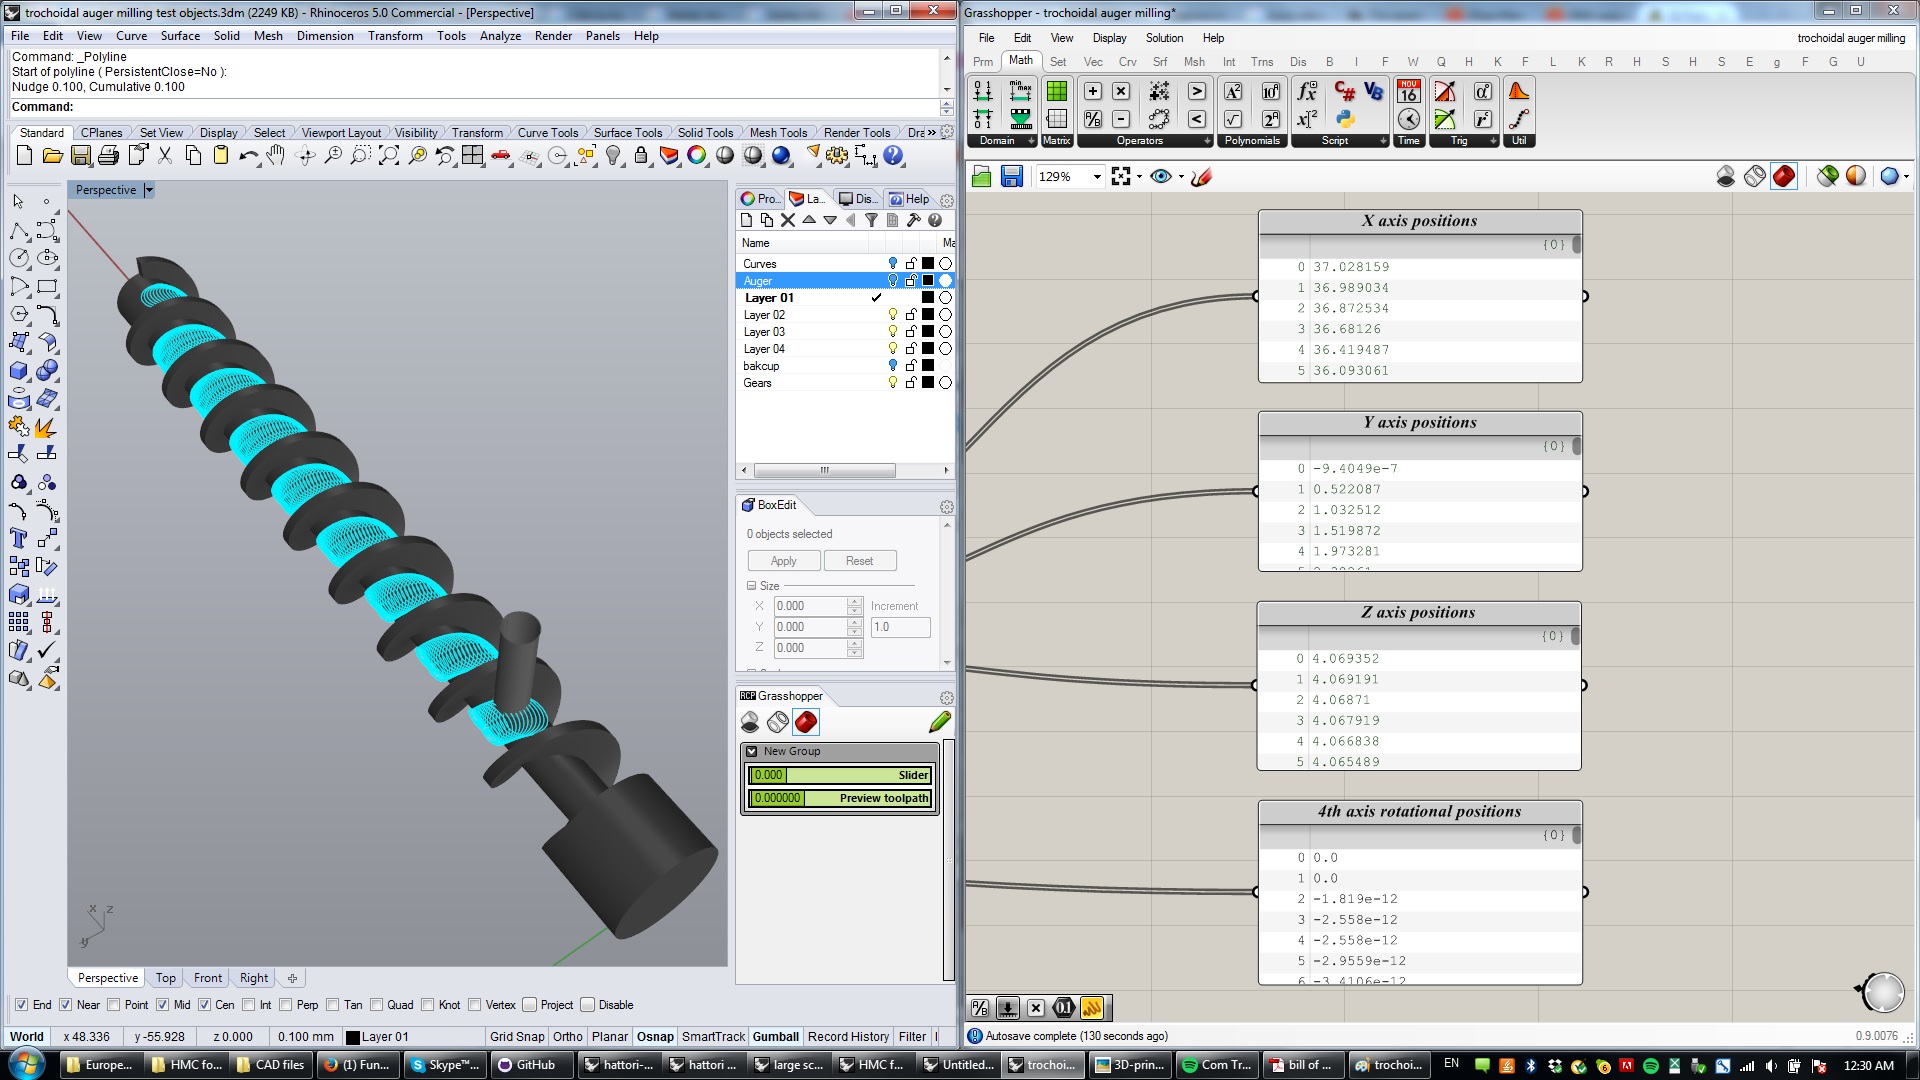 trochoidal auger milling test objects.3dm (2249 KB) - Rhinoceros 5.0 Commercial - [Perspective]
File Edit View Curve Surface Solid Mesh Dimension Transform Tools Analyze Render Panels Help
Command: _Polyline
Start of polyline ( PersistentClose=No ):
Nudge 0.100, Cumulative 0.100
Command:
Standard CPlanes Set View Display Select Viewport Layout Visibility Transform Curve Tools Surface Tools Solid Tools Mesh Tools Render Tools Dra »
Perspective
Pro... La... Dis... Help
Name Ma
Curves
Auger
Layer 01
Layer 02
Layer 03
Layer 04
bakcup
Gears
BoxEdit
0 objects selected
Apply Reset
Size
X 0.000 Increment
Y 0.000 1.0
Z 0.000
Grasshopper
New Group
0.000 Slider
0.000000 Preview toolpath
x z
y
Perspective Top Front Right
End Near Point Mid Cen Int Perp Tan Quad Knot Vertex Project Disable
World x 48.336 y -55.928 z 0.000 0.100 mm Layer 01 Grid Snap Ortho Planar Osnap SmartTrack Gumball Record History Filter
Grasshopper - trochoidal auger milling*
File Edit View Display Solution Help trochoidal auger milling
Prm Math Set Vec Crv Srf Msh Int Trns Dis B I F W Q H K M K R H S H S E g F G U
Domain Matrix Operators Polynomials Script Time Trig Util
129%
X axis positions
{0}
0 37.028159
1 36.989034
2 36.872534
3 36.68126
4 36.419487
5 36.093061
Y axis positions
{0}
0 -9.4049e-7
1 0.522087
2 1.032512
3 1.519872
4 1.973281
Z axis positions
{0}
0 4.069352
1 4.069191
2 4.06871
3 4.067919
4 4.066838
5 4.065489
4th axis rotational positions
{0}
0 0.0
1 0.0
2 -1.819e-12
3 -2.558e-12
4 -2.558e-12
5 -2.9559e-12
6 -3.4106e-12
Autosave complete (130 seconds ago) 0.9.0076
Europe... HMC fo... CAD files (1) Fun... Skype™... GitHub hattori-... hattori ... large sc... HMC f... Untitled... trochoi... 3D-prin... Com Tr... bill of ... trochoi... EN 12:30 AM